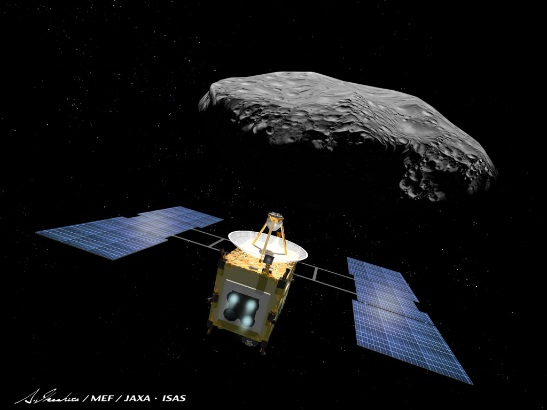 / MEF / JAXA · ISAS